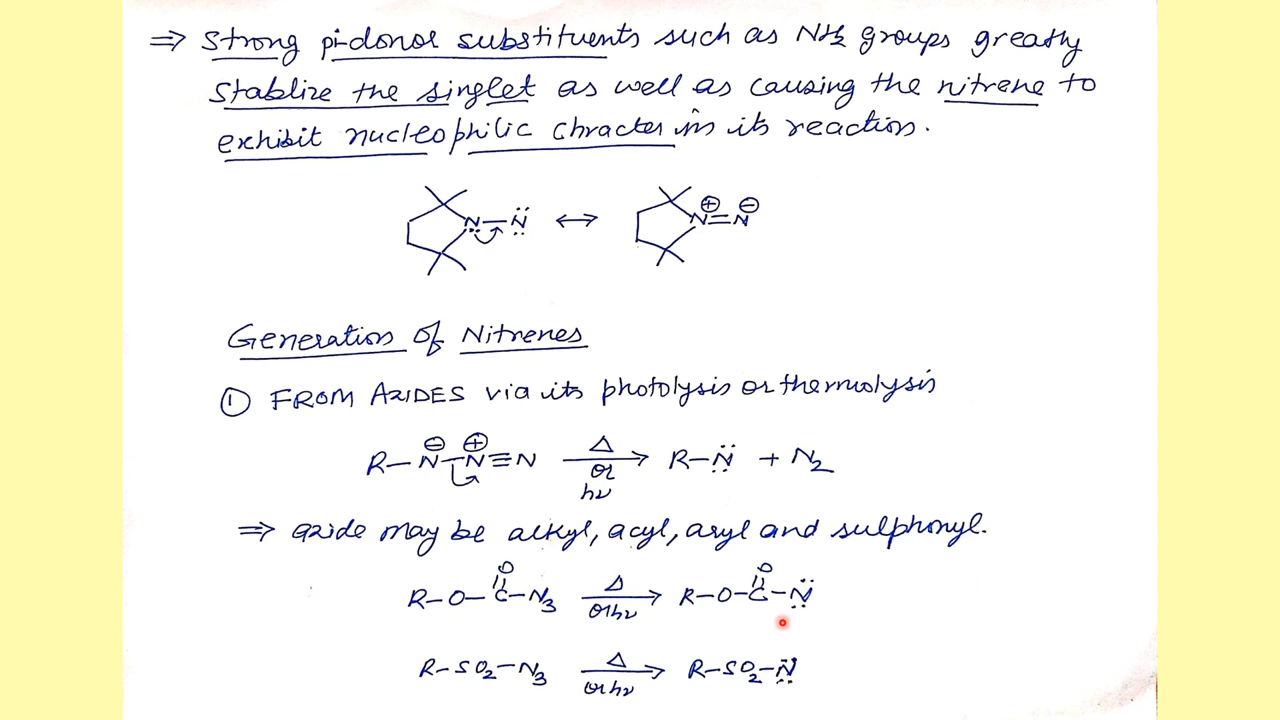 ⇒ Strong pi-donor substituents such as NH2 groups greatly
stablize the singlet as well as causing the nitrene to
exhibit nucleophilic chracter in its reaction.
N—N̈ ↔ N⊕=N⊖
Generation of Nitrenes
① FROM AZIDES via its photolysis or thermolysis
R—N⊖—N⊕≡N Δ or hν → R—N̈ + N2
⇒ azide may be alkyl, acyl, aryl and sulphonyl.
R—O—C(=O)—N3 Δ or hν → R—O—C(=O)—N̈
R—SO2—N3 Δ or hν → R—SO2—N̈